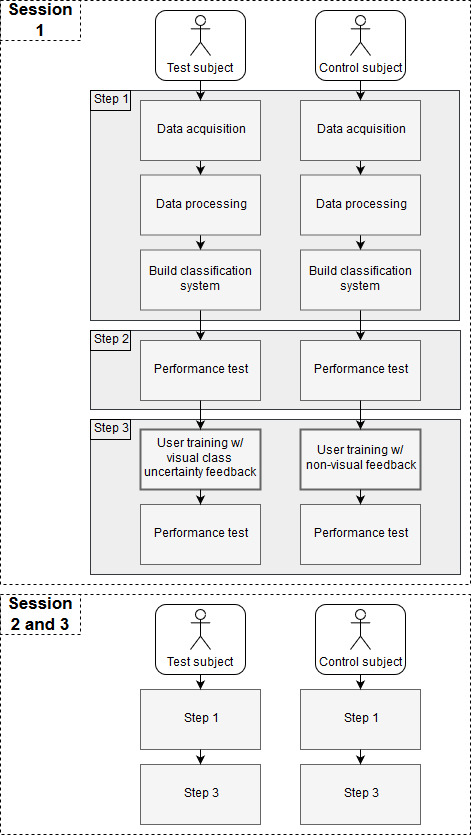 Session
1
Test subject
Control subject
Step 1
Data acquisition
Data acquisition
Data processing
Data processing
Build classification
system
Build classification
system
Step 2
Performance test
Performance test
Step 3
User training w/
visual class
uncertainty feedback
User training w/
non-visual feedback
Performance test
Performance test
Session
2 and 3
Test subject
Control subject
Step 1
Step 1
Step 3
Step 3